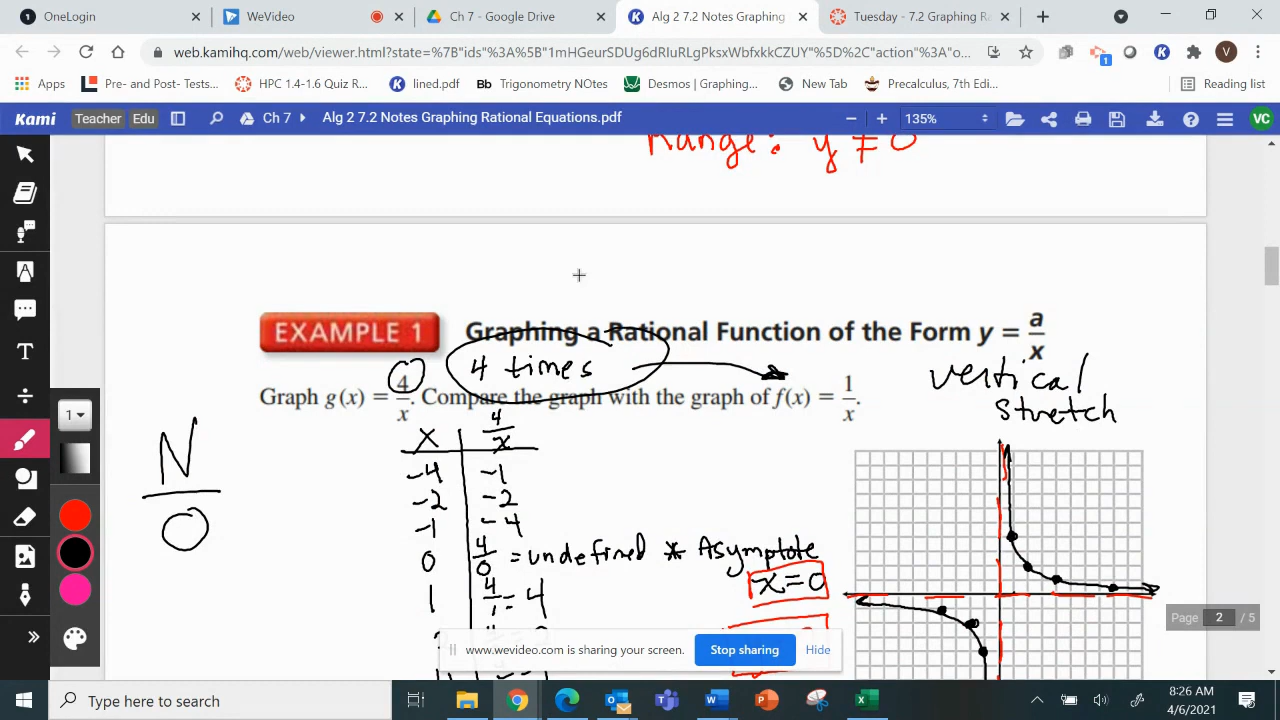 OneLogin
WeVideo
Ch 7 - Google Drive
Alg 2 7.2 Notes Graphing
Tuesday - 7.2 Graphing Ra
web.kamihq.com/web/viewer.html?state=%7B"ids"%3A%5B"1mHGeurSDUg6dRIuRLgPksxWbfxkkCZUY"%5D%2C"action"%3A"o...
1
K
V
Apps
Pre- and Post-Tests...
HPC 1.4-1.6 Quiz R...
lined.pdf
Bb Trigonometry NOtes
Desmos | Graphing...
New Tab
Precalculus, 7th Edi...
Reading list
Kami
Teacher
Edu
Ch 7
Alg 2 7.2 Notes Graphing Rational Equations.pdf
135%
VC
Range: y ≠ 0
EXAMPLE 1 Graphing a Rational Function of the Form y = a/x
4 times
vertical
stretch
Graph g(x) = 4/x. Compare the graph with the graph of f(x) = 1/x.
N/0
x 4/x
-4 -1
-2 -2
-1 -4
0 4/0 = undefined * Asymptote
x=0
1 4/1 = 4
Page 2 / 5
www.wevideo.com is sharing your screen.
Stop sharing
Hide
Type here to search
8:26 AM
4/6/2021